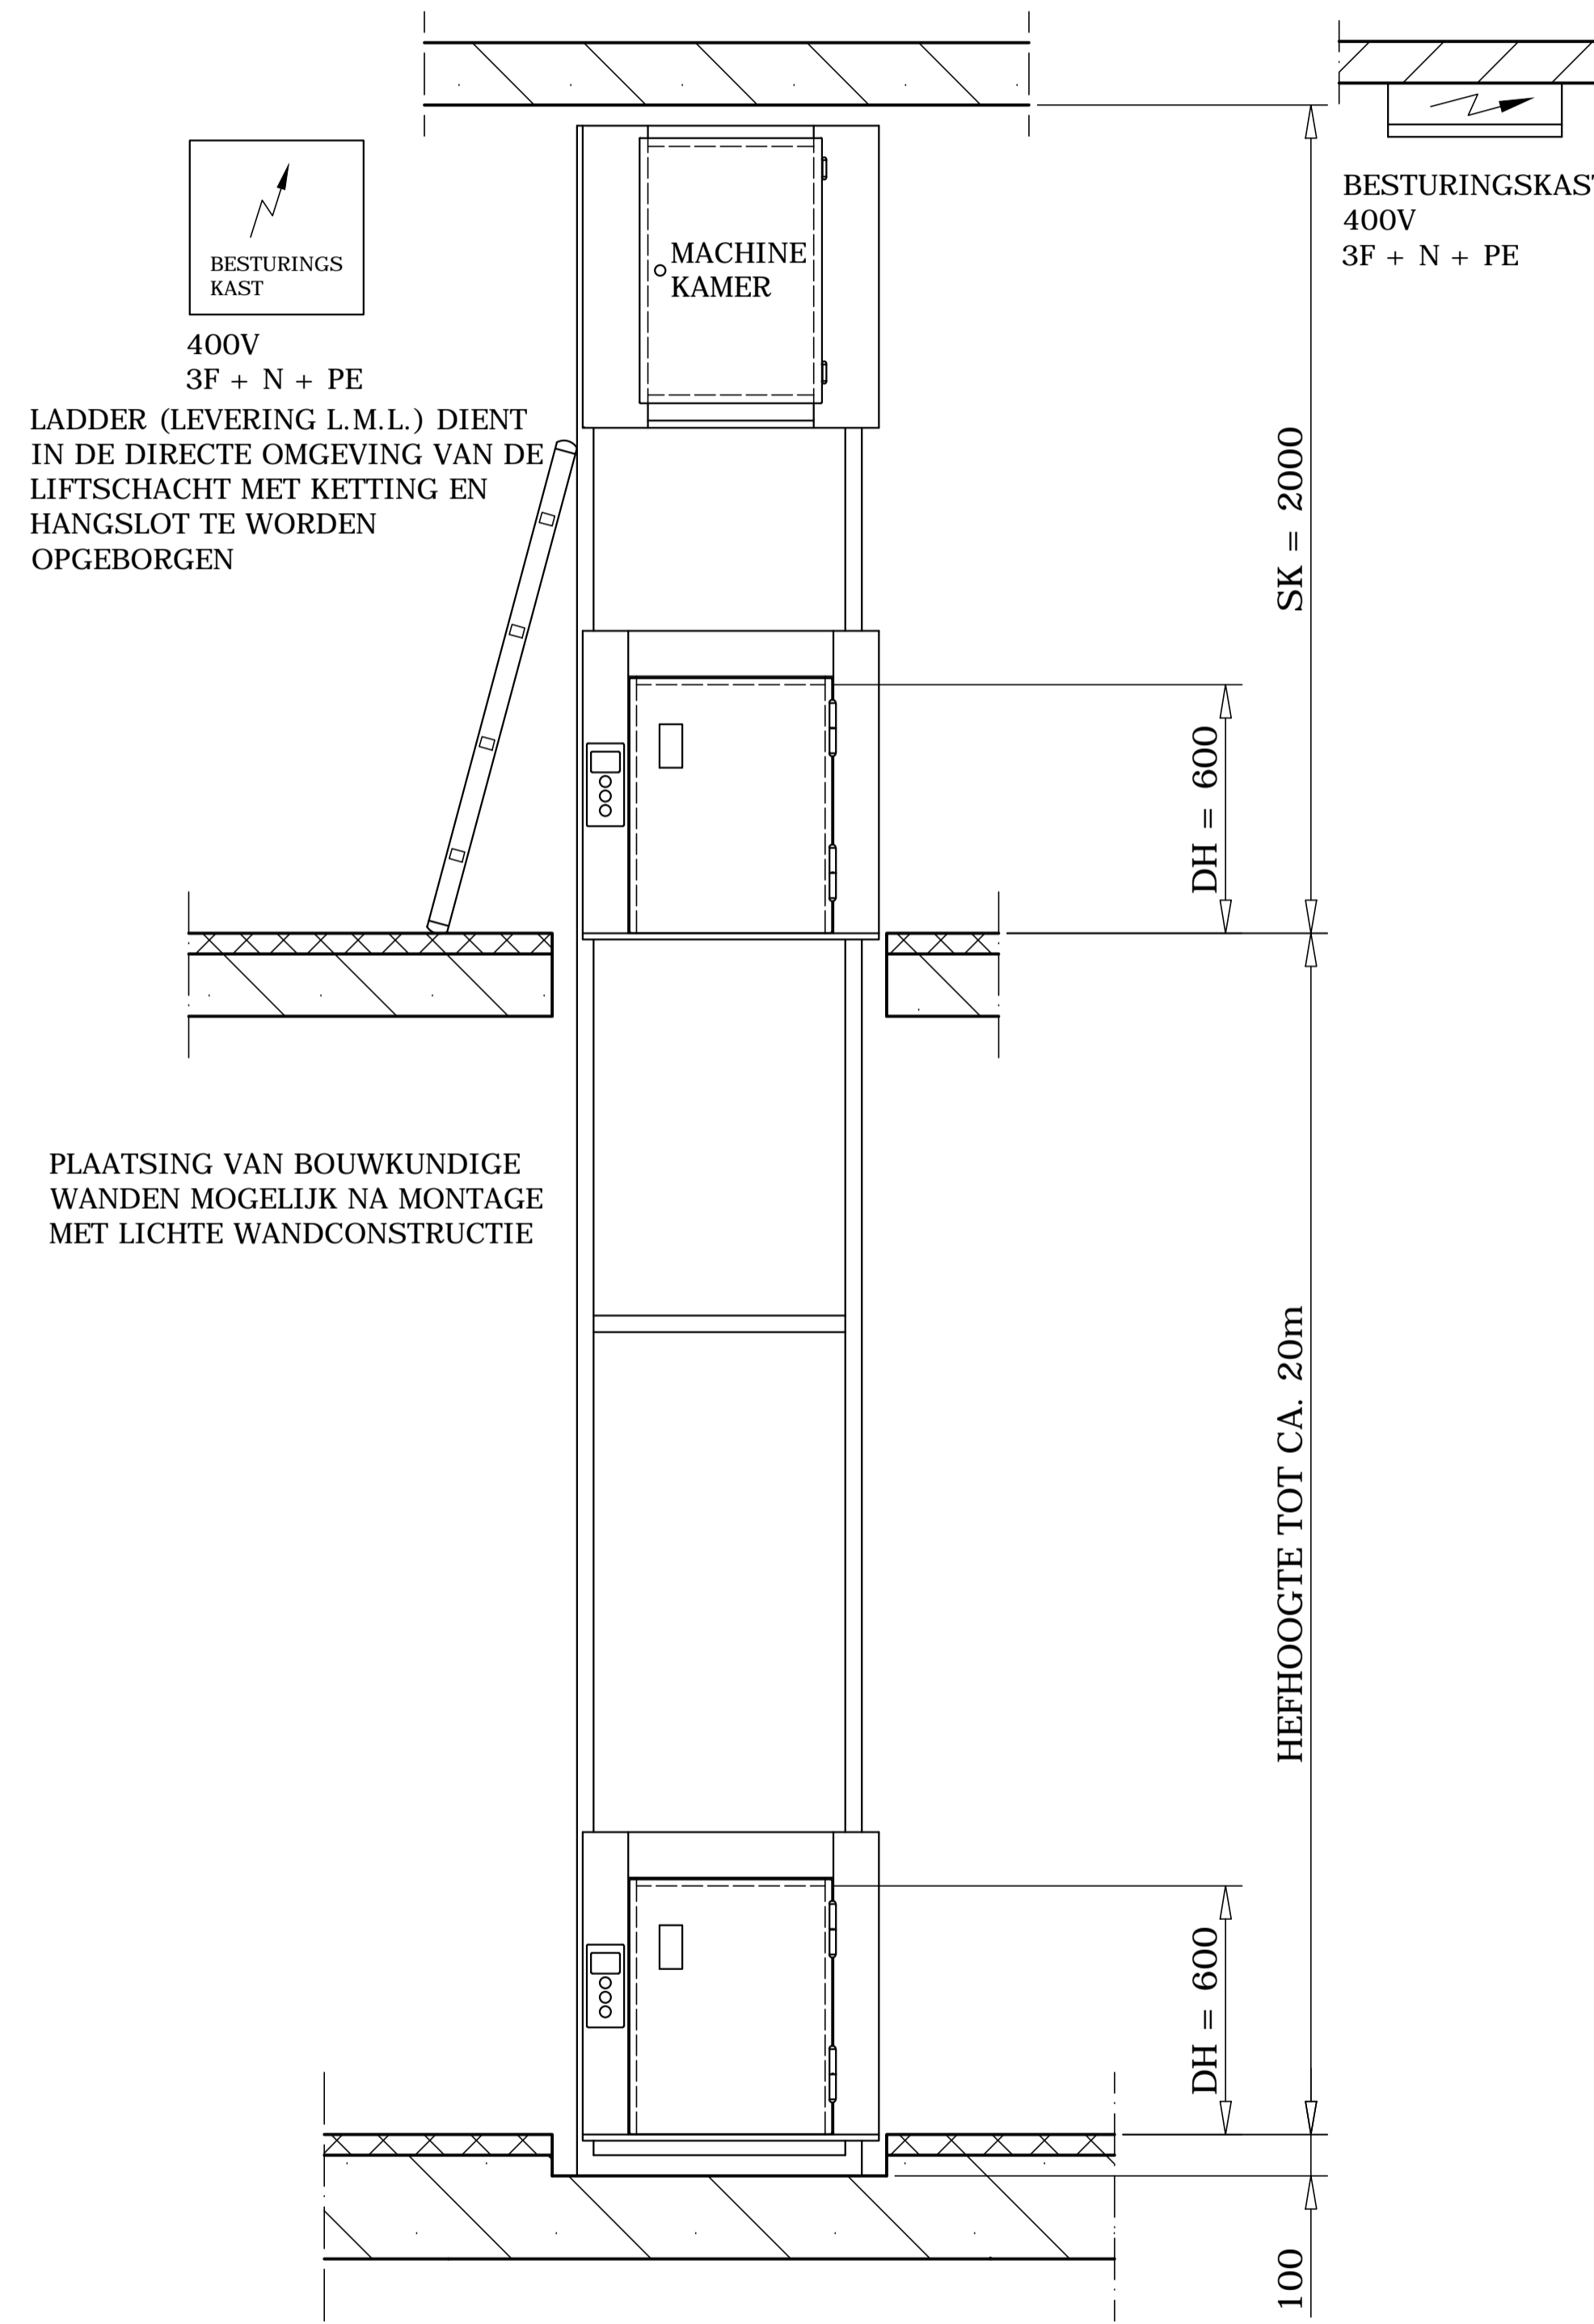 BESTURINGS
KAST
400V
3F + N + PE
LADDER (LEVERING L.M.L.) DIENT
IN DE DIRECTE OMGEVING VAN DE
LIFTSCHACHT MET KETTING EN
HANGSLOT TE WORDEN
OPGEBORGEN
MACHINE
KAMER
BESTURINGSKAST
400V
3F + N + PE
SK = 2000
DH = 600
PLAATSING VAN BOUWKUNDIGE
WANDEN MOGELIJK NA MONTAGE
MET LICHTE WANDCONSTRUCTIE
HEFHOOGTE TOT CA. 20m
DH = 600
100